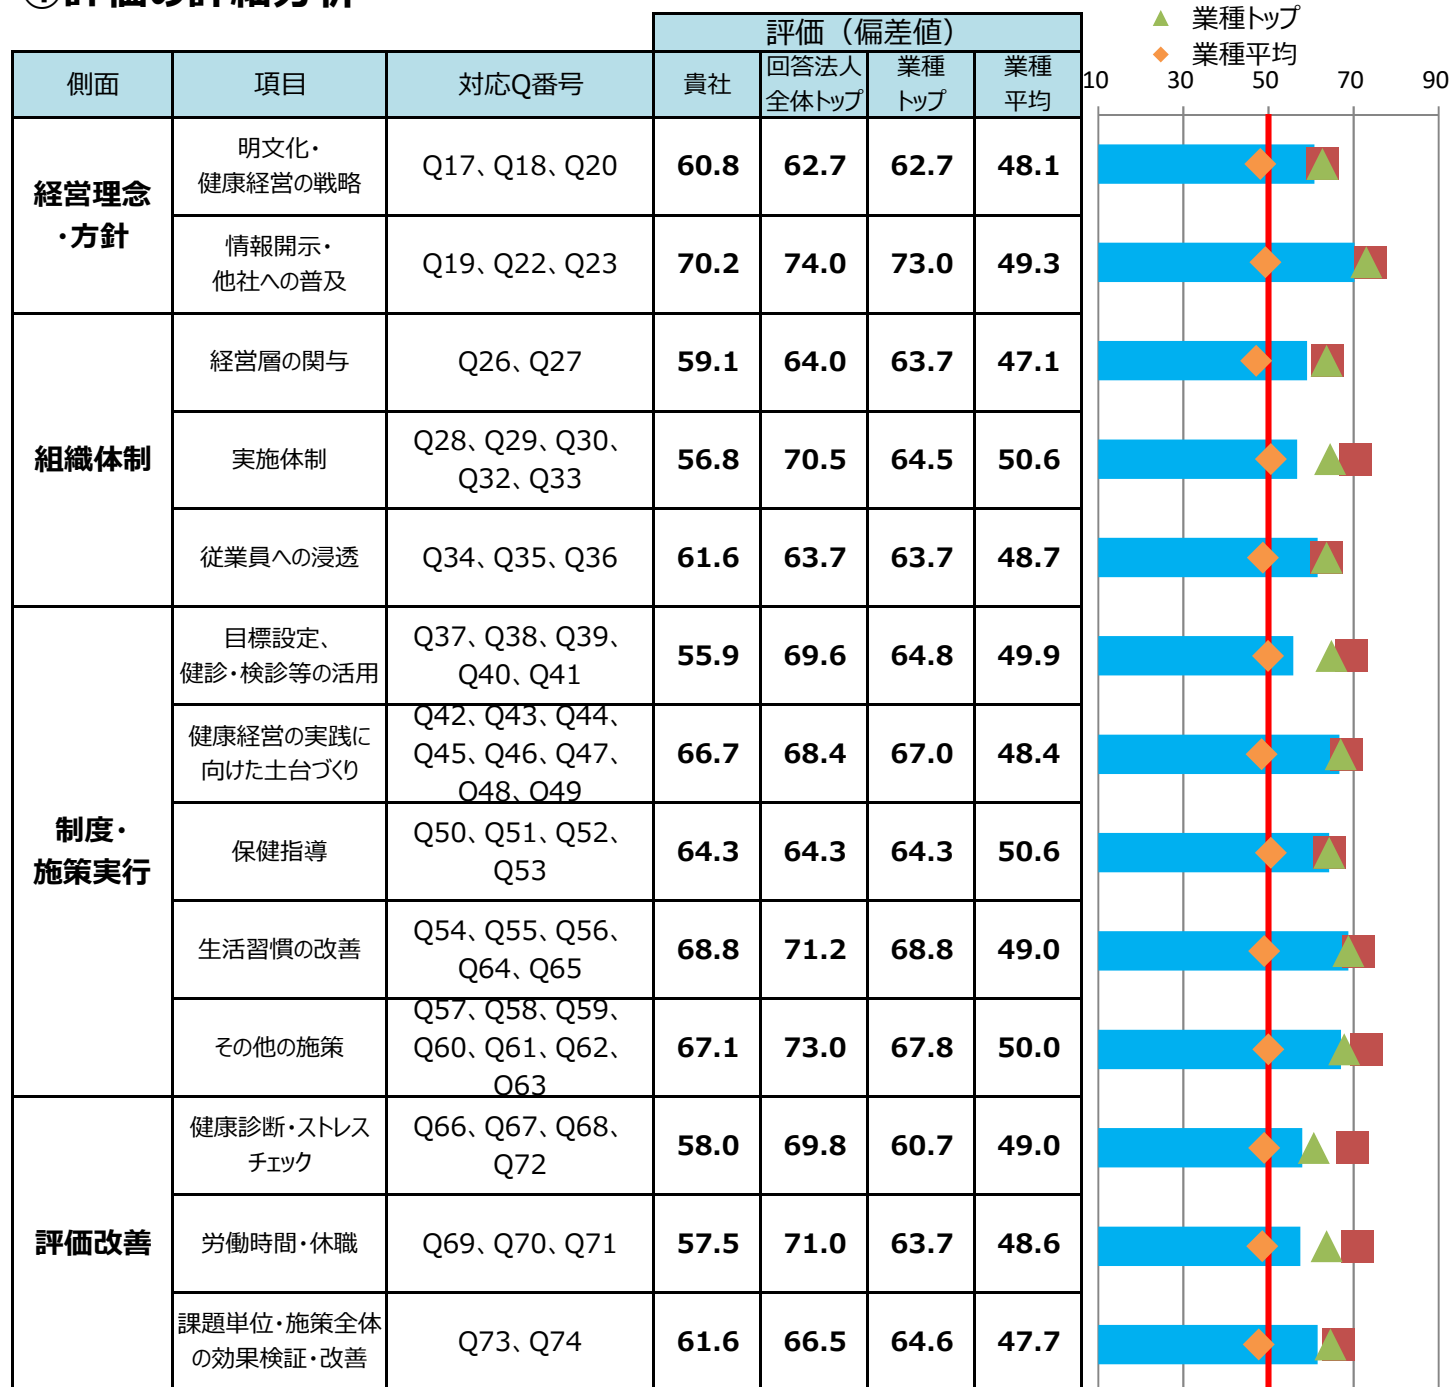 ①評価の詳細分析
▲ 業種トップ
◆ 業種平均
評価（偏差値）
側面 項目 対応Q番号 貴社 回答法人 業種 業種
全体トップ トップ 平均
10 30 50 70 90
経営理念
・方針
明文化・
健康経営の戦略
Q17、Q18、Q20
60.8 62.7 62.7 48.1
情報開示・
他社への普及
Q19、Q22、Q23
70.2 74.0 73.0 49.3
組織体制
経営層の関与
Q26、Q27
59.1 64.0 63.7 47.1
実施体制
Q28、Q29、Q30、
Q32、Q33
56.8 70.5 64.5 50.6
従業員への浸透
Q34、Q35、Q36
61.6 63.7 63.7 48.7
制度・
施策実行
目標設定、
健診・検診等の活用
Q37、Q38、Q39、
Q40、Q41
55.9 69.6 64.8 49.9
健康経営の実践に
向けた土台づくり
Q42、Q43、Q44、
Q45、Q46、Q47、
Q48、Q49
66.7 68.4 67.0 48.4
保健指導
Q50、Q51、Q52、
Q53
64.3 64.3 64.3 50.6
生活習慣の改善
Q54、Q55、Q56、
Q64、Q65
68.8 71.2 68.8 49.0
その他の施策
Q57、Q58、Q59、
Q60、Q61、Q62、
Q63
67.1 73.0 67.8 50.0
評価改善
健康診断・ストレス
チェック
Q66、Q67、Q68、
Q72
58.0 69.8 60.7 49.0
労働時間・休職
Q69、Q70、Q71
57.5 71.0 63.7 48.6
課題単位・施策全体
の効果検証・改善
Q73、Q74
61.6 66.5 64.6 47.7